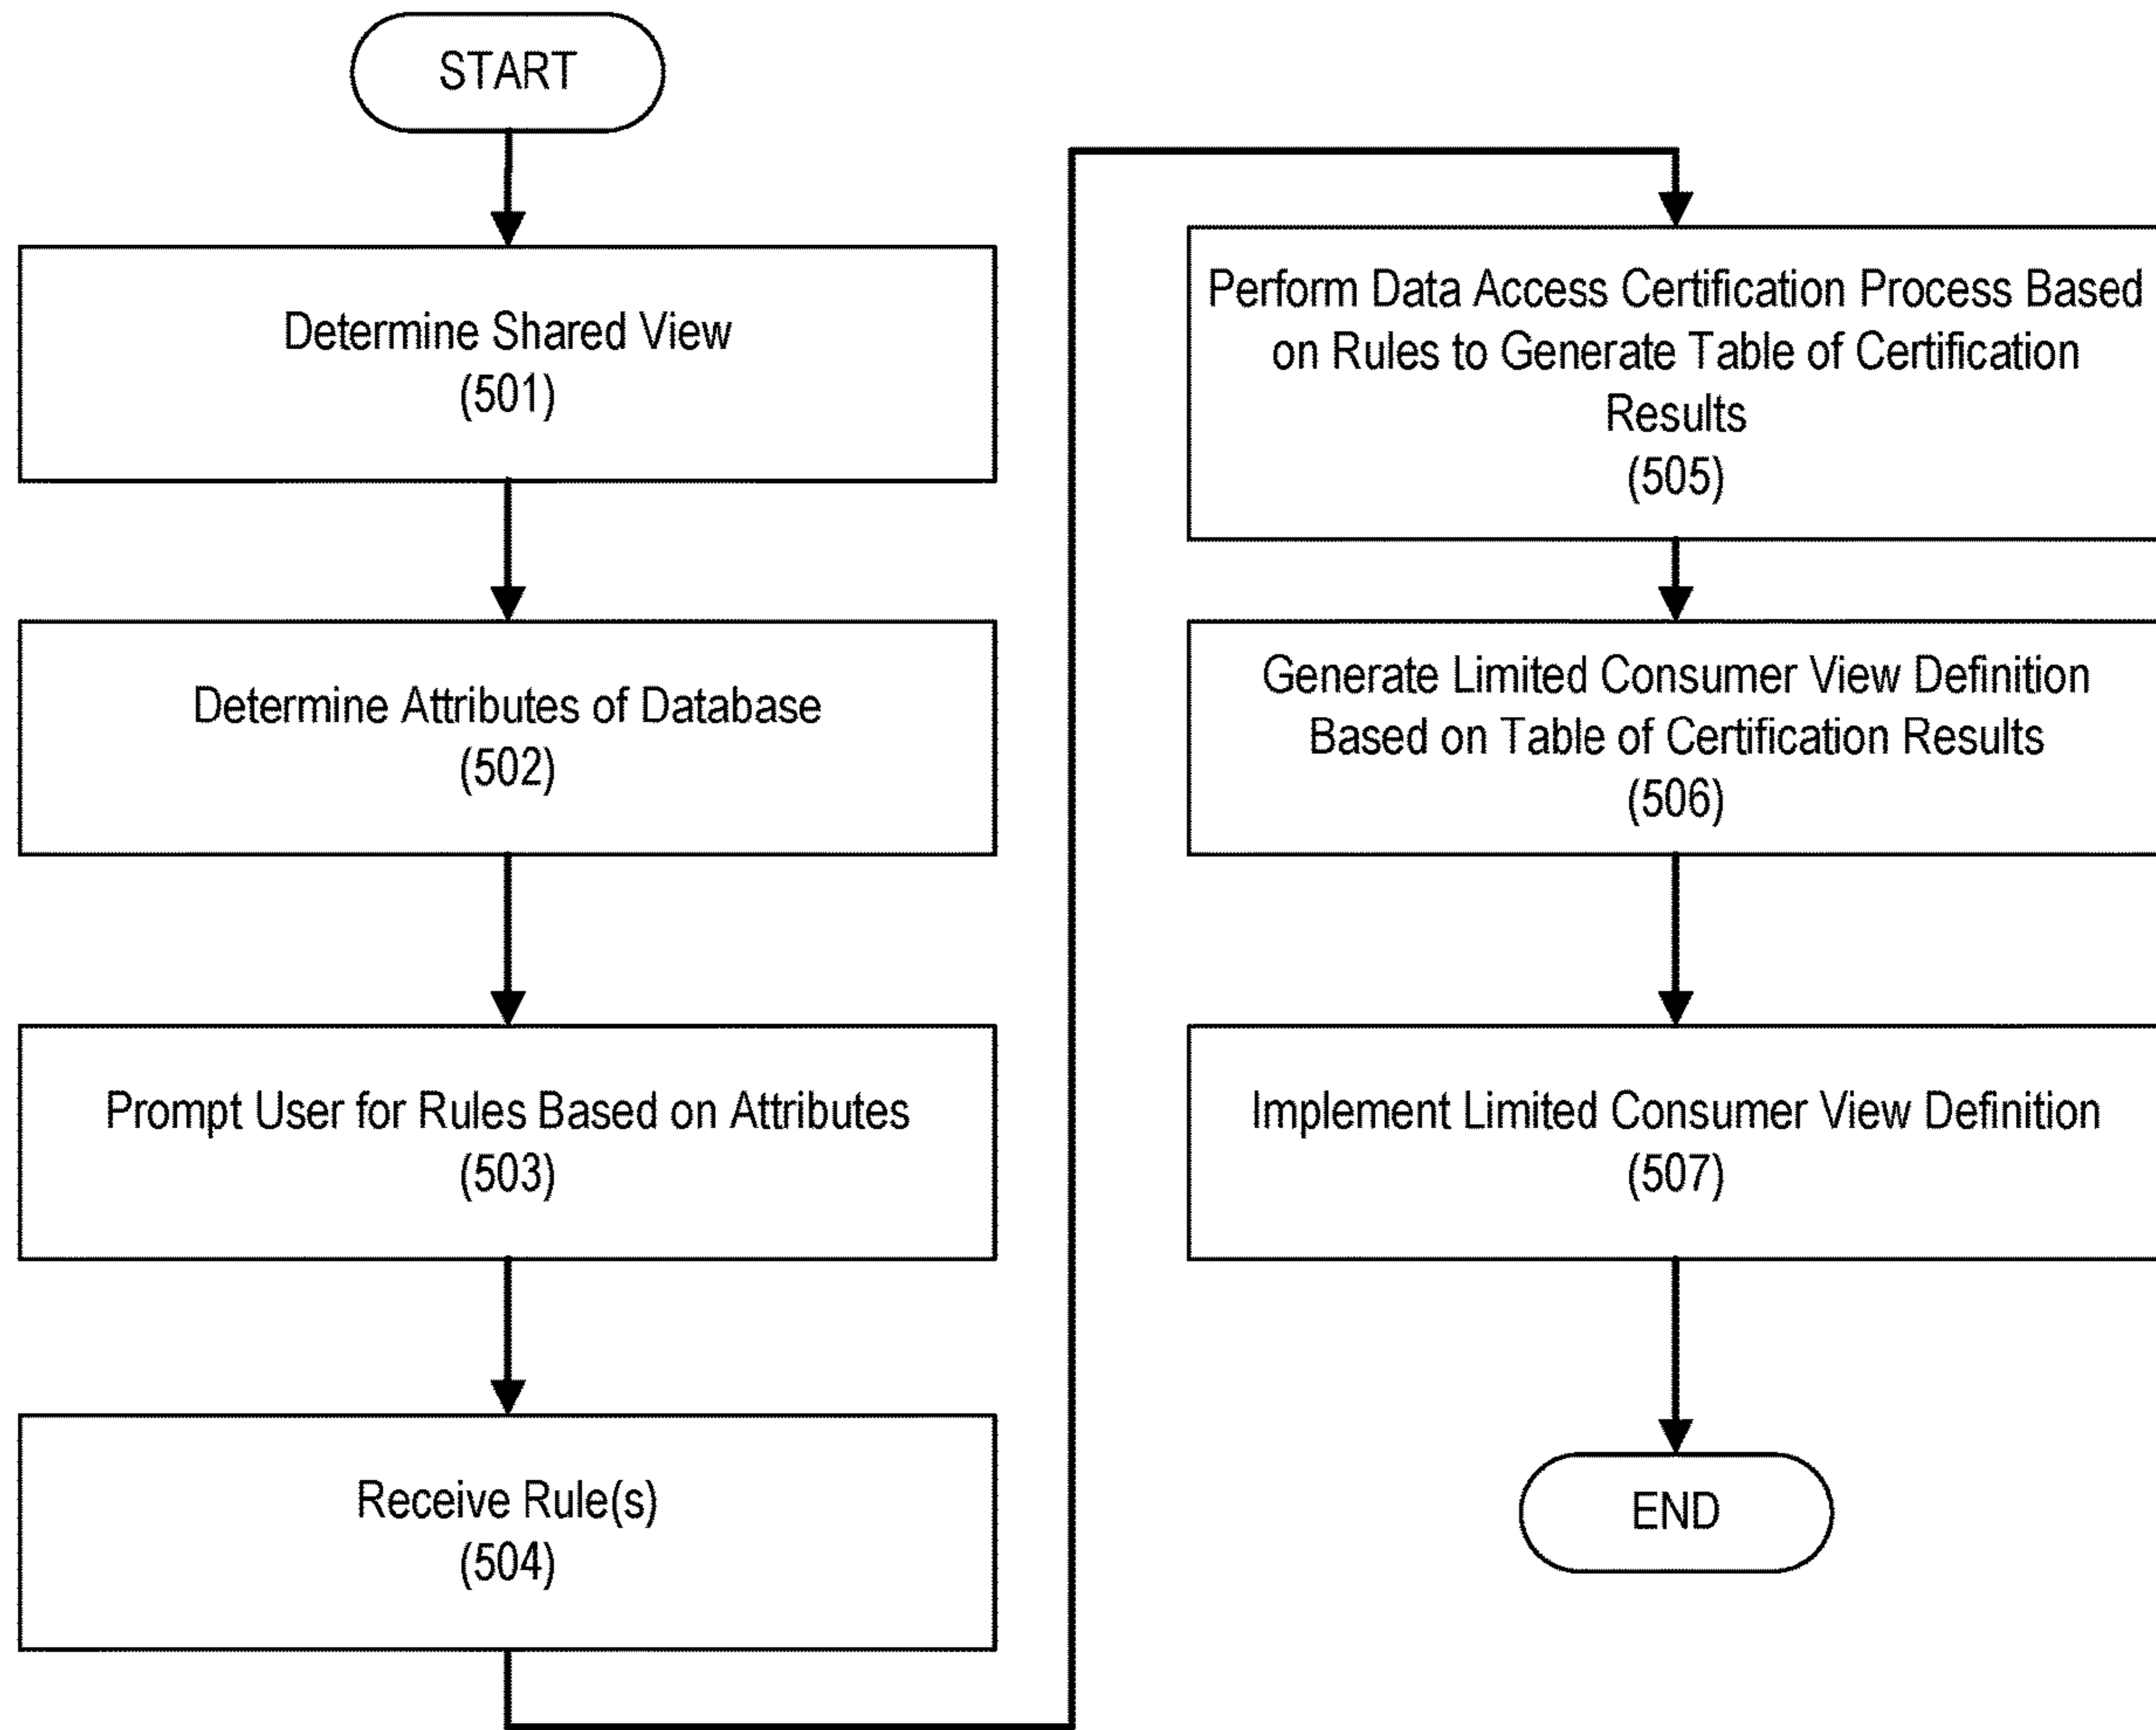 START
Determine Shared View
(501)
Determine Attributes of Database
(502)
Prompt User for Rules Based on Attributes
(503)
Receive Rule(s)
(504)
Perform Data Access Certification Process Based
on Rules to Generate Table of Certification
Results
(505)
Generate Limited Consumer View Definition
Based on Table of Certification Results
(506)
Implement Limited Consumer View Definition
(507)
END